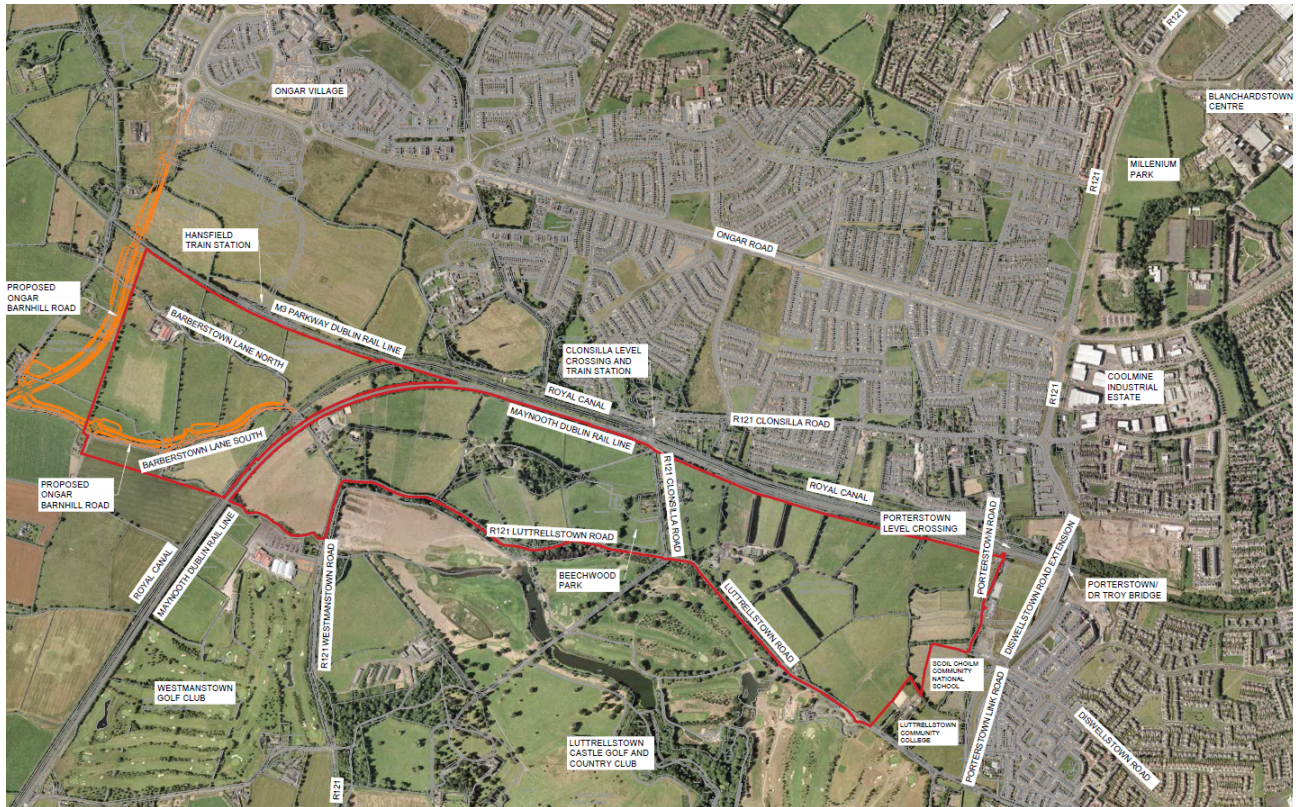 R121
BLANCHARDSTOWN
CENTRE
ONGAR VILLAGE
MILLENIUM
PARK
R121
HANSFIELD
TRAIN STATION
ONGAR ROAD
PROPOSED
ONGAR
BARNHILL ROAD
M3 PARKWAY DUBLIN RAIL LINE
BARBERSTOWN LANE NORTH
CLONSILLA LEVEL
CROSSING AND
TRAIN STATION
COOLMINE
INDUSTRIAL
ESTATE
R121
ROYAL CANAL
MAYNOOTH DUBLIN RAIL LINE
R121 CLONSILLA ROAD
BARBERSTOWN LANE SOUTH
PROPOSED
ONGAR
BARNHILL ROAD
R121 CLONSILLA ROAD
ROYAL CANAL
PORTERSTOWN
LEVEL CROSSING
PORTERSTOWN ROAD
R121 LUTTRELLSTOWN ROAD
ROYAL CANAL
MAYNOOTH DUBLIN RAIL LINE
BEECHWOOD
PARK
DISWELLSTOWN ROAD EXTENSION
PORTERSTOWN/
DR TROY BRIDGE
R121 WESTMANSTOWN ROAD
LUTTRELLSTOWN ROAD
SCOIL CHOILM
COMMUNITY
NATIONAL
SCHOOL
WESTMANSTOWN
GOLF CLUB
LUTTRELLSTOWN
COMMUNITY
COLLEGE
PORTERSTOWN LINK ROAD
DISWELLSTOWN ROAD
LUTTRELLSTOWN
CASTLE GOLF AND
COUNTRY CLUB
R121